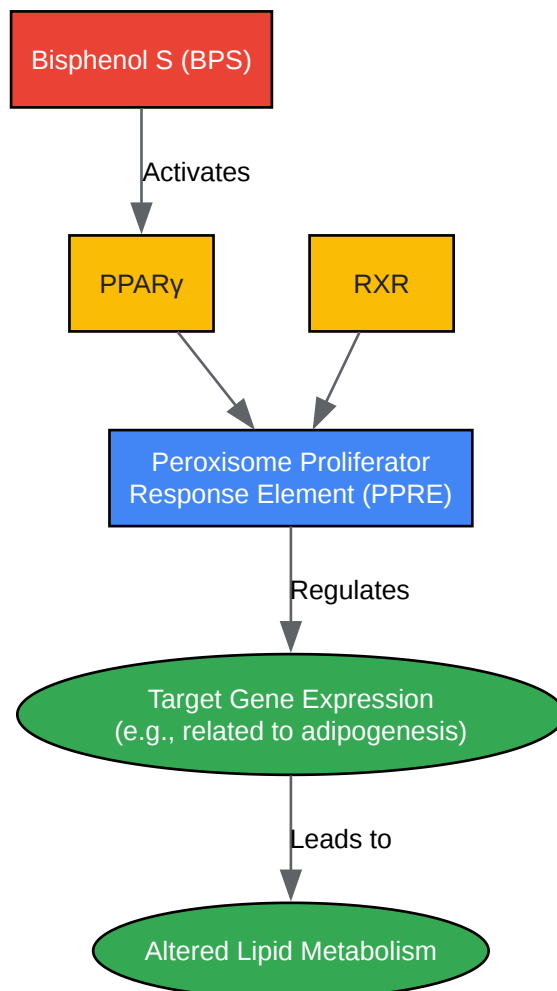 Bisphenol S (BPS)
Activates
PPARγ
RXR
Peroxisome Proliferator
Response Element (PPRE)
Regulates
Target Gene Expression
(e.g., related to adipogenesis)
Leads to
Altered Lipid Metabolism